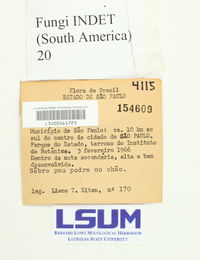 Fungi INDET
(South America)
20
4115
Flora do Brasil
ESTADO DE SÃO PAULO
154609
Município de São Paulo: ca. 10 km ao
sul do centro da cidade de SÃO PAULO.
Parque do Estado, terreno do Instituto
de Botânica. 3 fevereiro 1966
Dentro da mata secundária, alta e bem
desenvolvida.
Sobre pau podre no chão.
leg. Liene T. Eiten, nº 170
LSUM
BERNARD LOWY MYCOLOGICAL HERBARIUM
LOUISIANA STATE UNIVERSITY